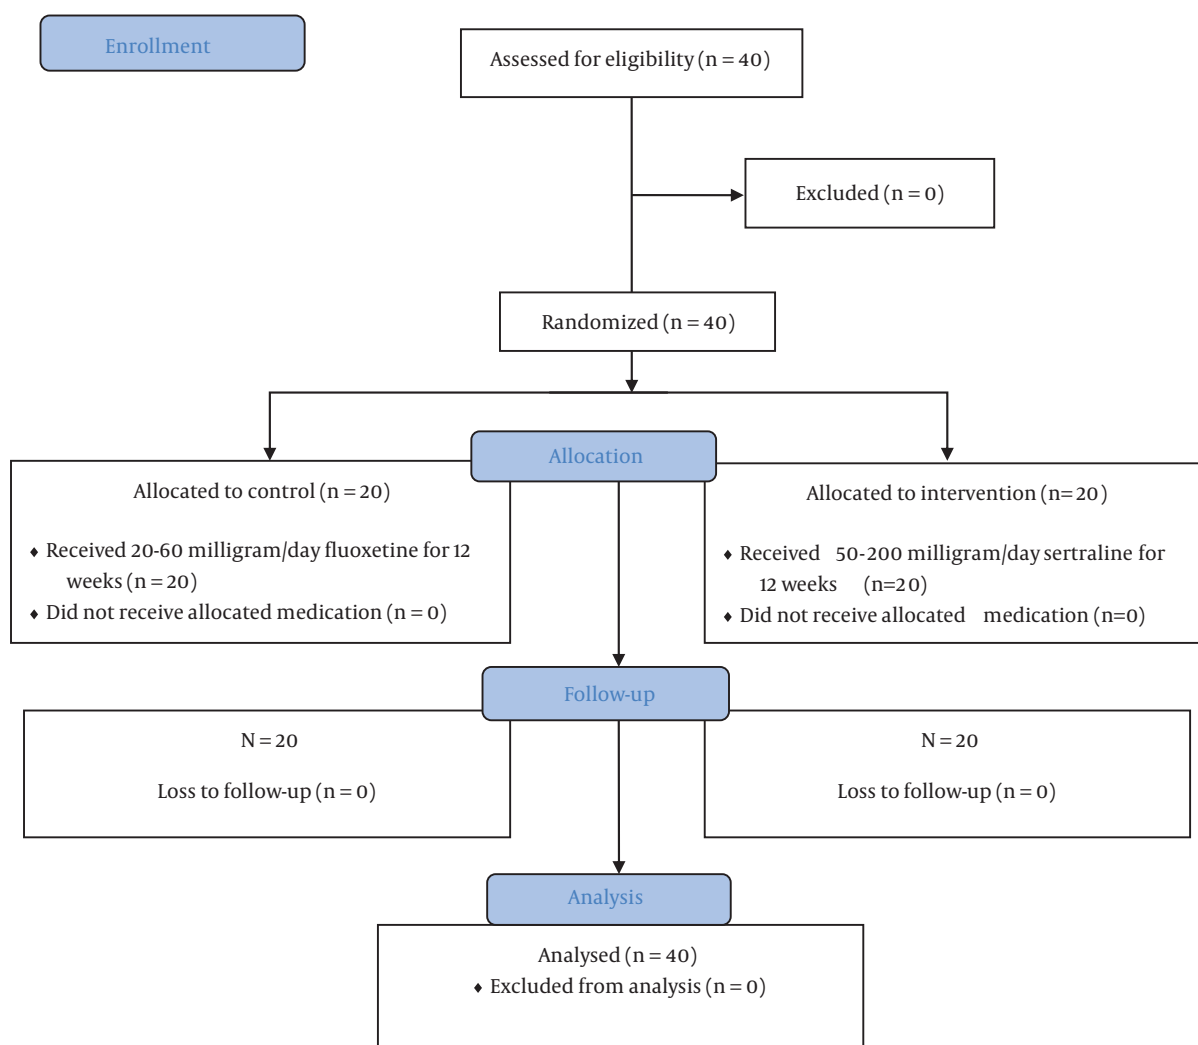 Enrollment
Assessed for eligibility (n = 40)
Excluded (n = 0)
Randomized (n = 40)
Allocation
Allocated to control (n = 20)
♦ Received 20-60 milligram/day fluoxetine for 12
weeks (n = 20)
♦ Did not receive allocated medication (n = 0)
Allocated to intervention (n=20)
♦ Received 50-200 milligram/day sertraline for
12 weeks (n=20)
♦ Did not receive allocated medication (n=0)
Follow-up
N = 20
Loss to follow-up (n = 0)
N = 20
Loss to follow-up (n = 0)
Analysis
Analysed (n = 40)
♦ Excluded from analysis (n = 0)